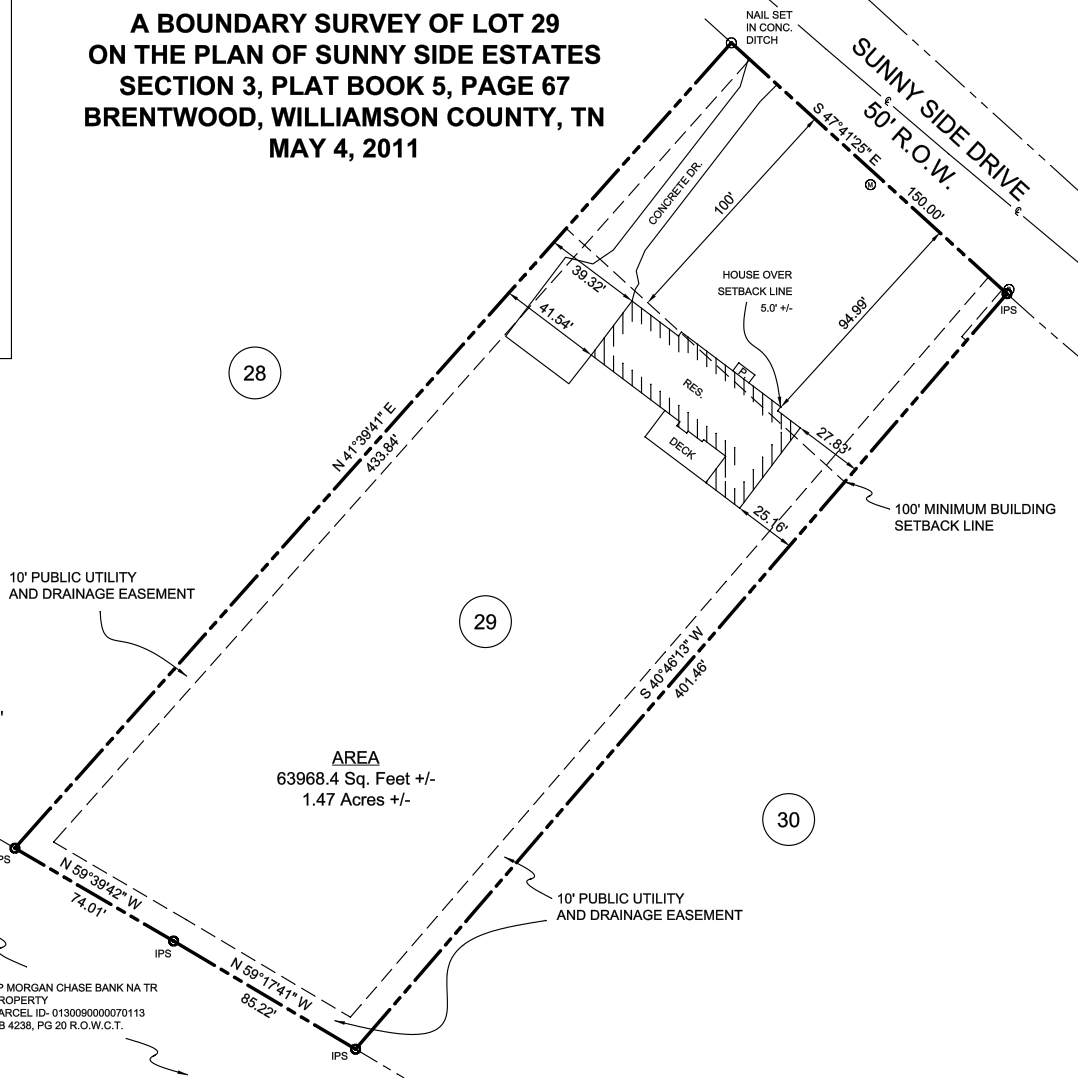 A BOUNDARY SURVEY OF LOT 29
ON THE PLAN OF SUNNY SIDE ESTATES
SECTION 3, PLAT BOOK 5, PAGE 67
BRENTWOOD, WILLIAMSON COUNTY, TN
MAY 4, 2011
NAIL SET
IN CONC.
DITCH
SUNNY SIDE DRIVE
50' R.O.W.
S 47°41'25" E
150.00'
M
CONCRETE DR.
100'
HOUSE OVER
SETBACK LINE
5.0' +/-
94.99'
IPS
39.32'
41.54'
RES.
P.
DECK
27.83'
25.16'
100' MINIMUM BUILDING
SETBACK LINE
28
N 41°39'41" E
433.84'
10' PUBLIC UTILITY
AND DRAINAGE EASEMENT
29
S 40°46'13" W
401.46'
AREA
63968.4 Sq. Feet +/-
1.47 Acres +/-
30
N 59°39'42" W
74.01'
IPS
N 59°17'41" W
85.22'
IPS
10' PUBLIC UTILITY
AND DRAINAGE EASEMENT
MORGAN CHASE BANK NA TR
ROPERTY
ARCEL ID- 0130090000070113
B 4238, PG 20 R.O.W.C.T.